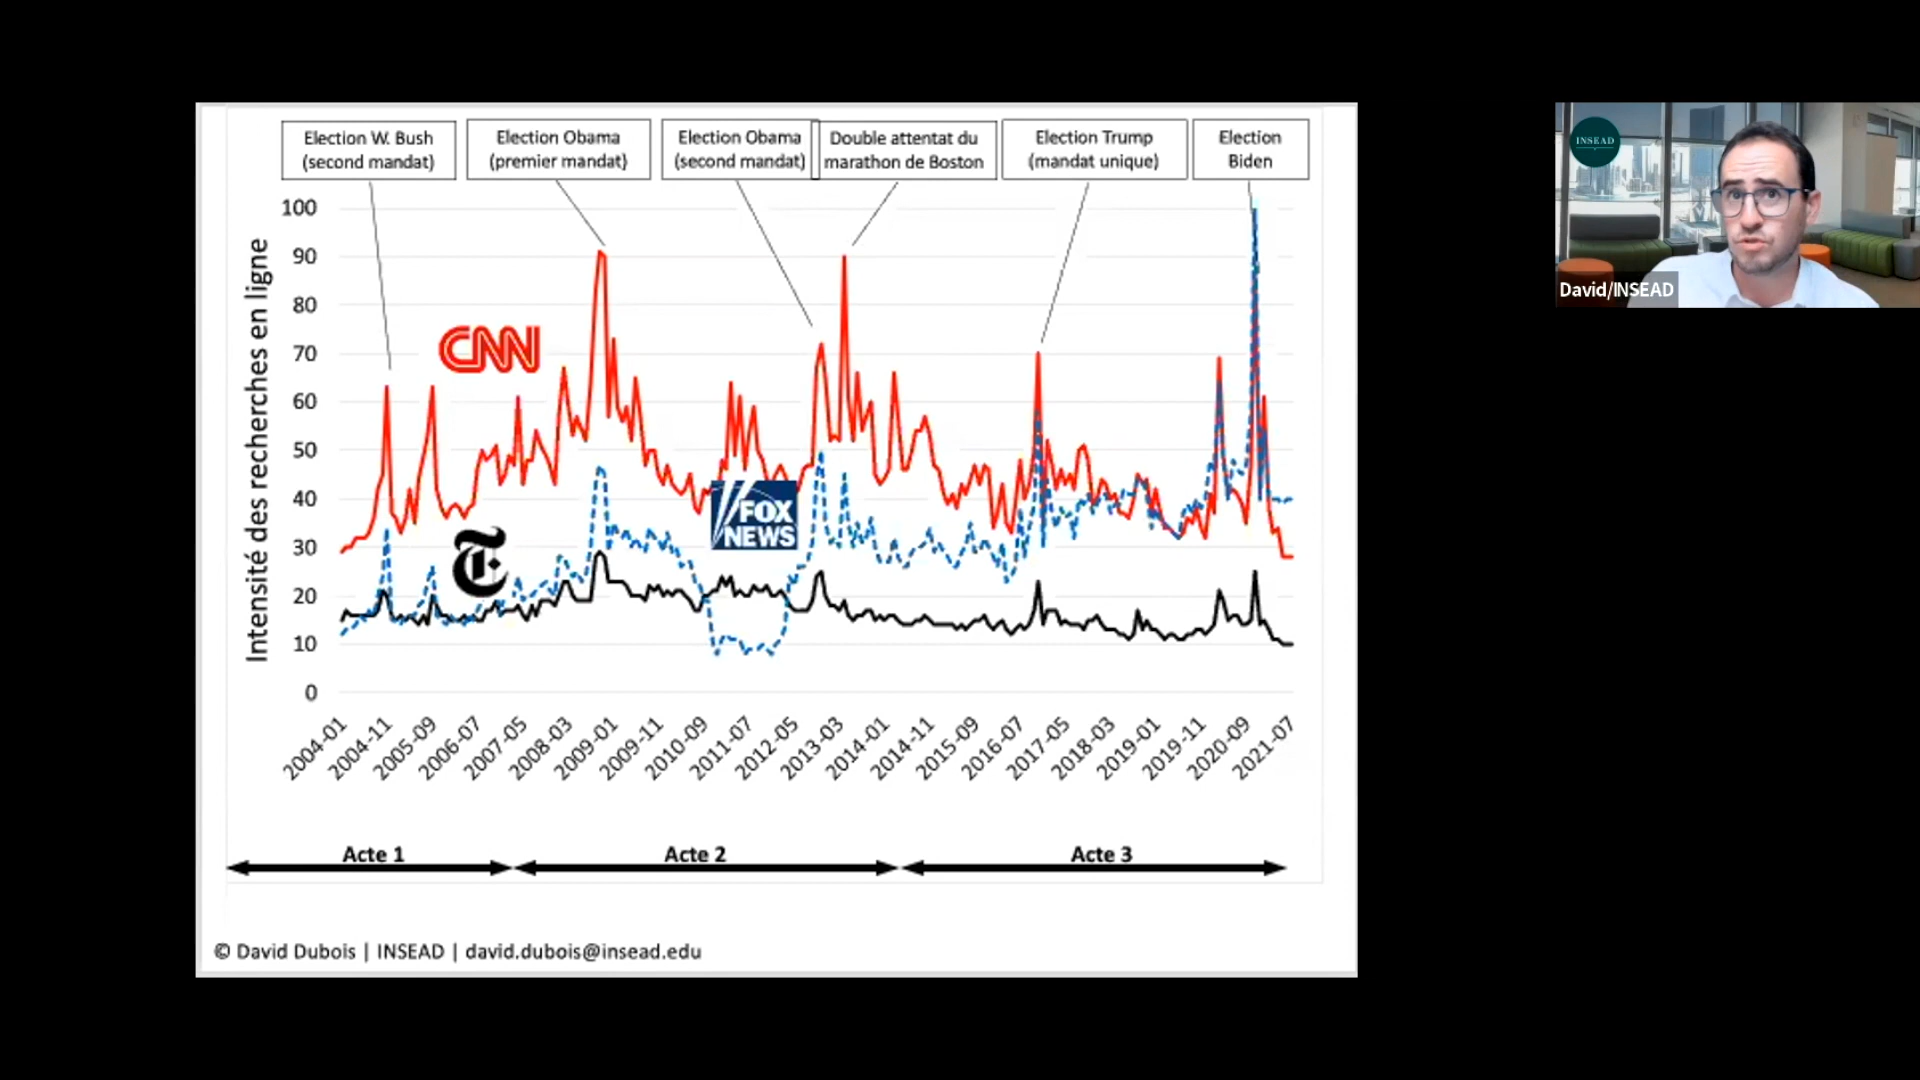 Election W. Bush
(second mandat)
Election Obama
(premier mandat)
Election Obama
(second mandat)
Double attentat du
marathon de Boston
Election Trump
(mandat unique)
Election
Biden
INSEAD
David/INSEAD
Intensité des recherches en ligne
100
90
80
70
60
50
40
30
20
10
0
CNN
FOX
NEWS
T
2004-01
2004-11
2005-09
2006-07
2007-05
2008-03
2009-01
2009-11
2010-09
2011-07
2012-05
2013-03
2014-01
2014-11
2015-09
2016-07
2017-05
2018-03
2019-01
2019-11
2020-09
2021-07
Acte 1
Acte 2
Acte 3
© David Dubois | INSEAD | david.dubois@insead.edu